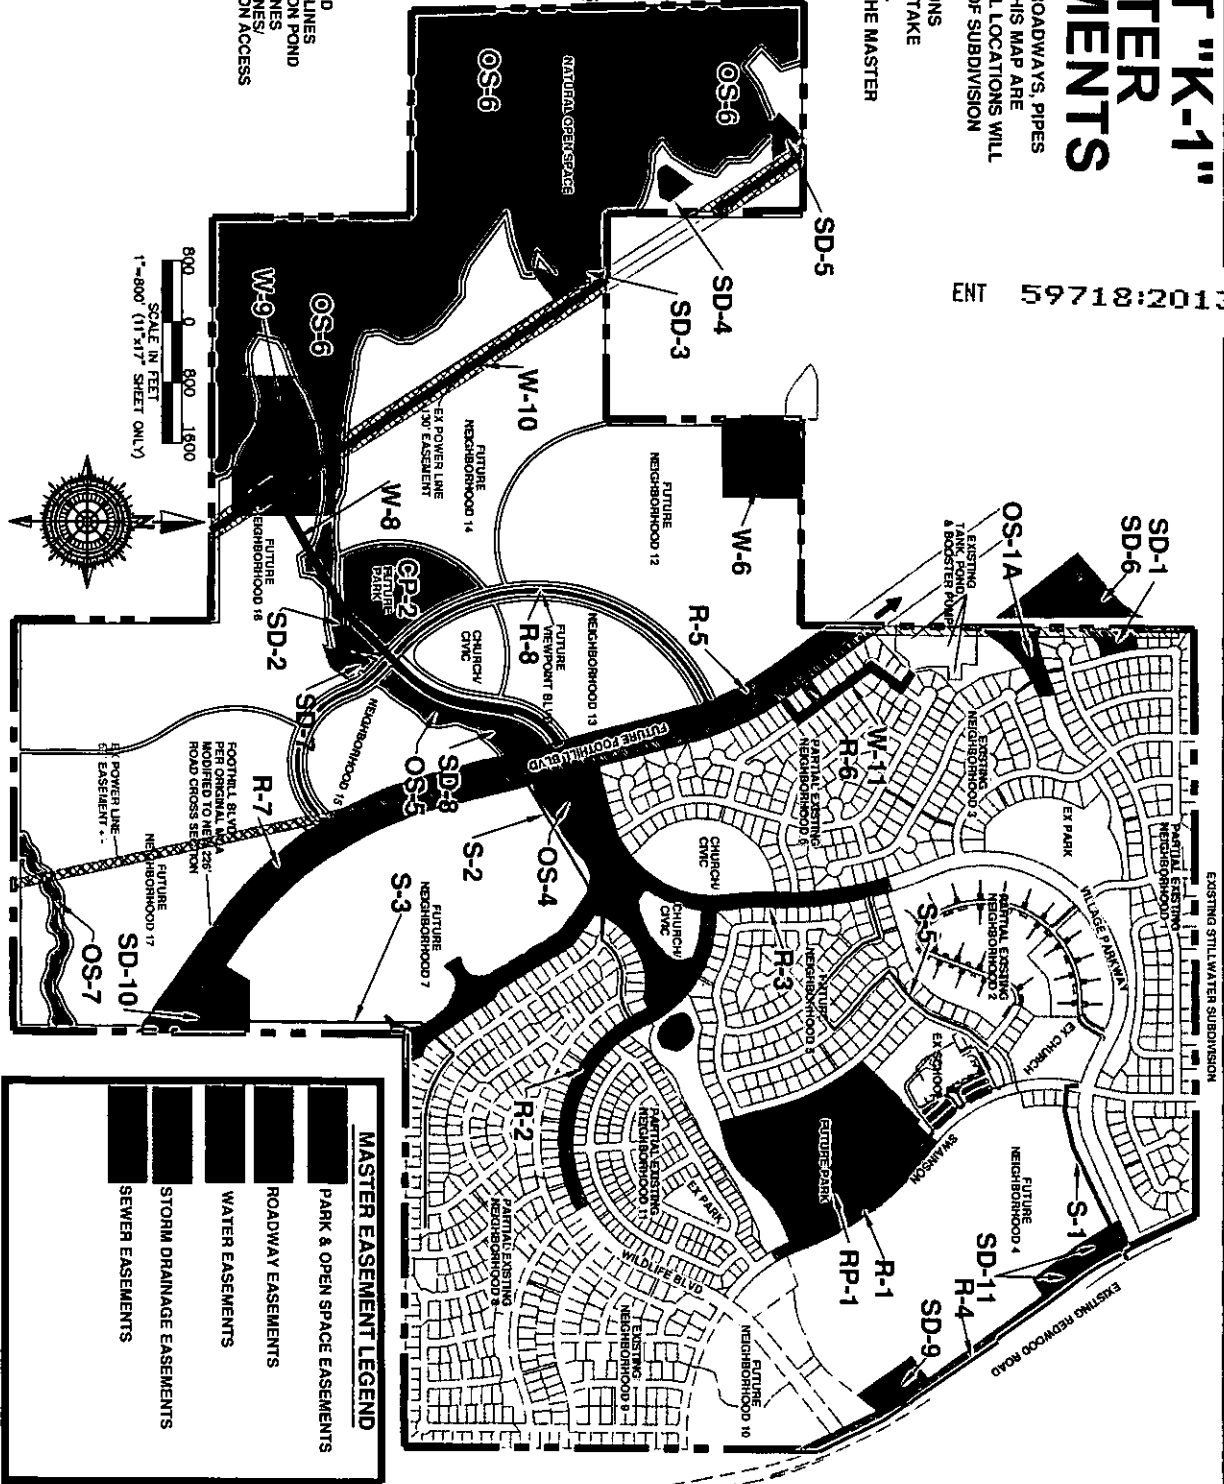 T "K-1"
TER
MENTS
ROADWAYS, PIPES
HIS MAP ARE
L LOCATIONS WILL
OF SUBDIVISION
NS
TAKE
HE MASTER
D
LINES
ON POND
NES
NES/
ON ACCESS
ENT 59718:2013
EXISTING STILLWATER SUBDIVISION
OS-6
NATURAL OPEN SPACE
OS-6
OS-6
SD-5
SD-4
SD-3
W-9
W-10
EX POWER LINE
130' EASEMENT
FUTURE
NEIGHBORHOOD 14
FUTURE
NEIGHBORHOOD 12
W-6
W-8
CP-2
FUTURE
PARK
CHURCH/
CIVIC
R-8
FUTURE
VIEWPOINT BLVD
NEIGHBORHOOD 13
R-5
SD-1
SD-6
OS-1A
EXISTING
TANK, POND,
& BOOSTER PUMP
W-11
R-6
PARTIAL EXISTING
NEIGHBORHOOD 6
EXISTING
NEIGHBORHOOD 3
EX PARK
PARTIAL EXISTING
NEIGHBORHOOD 1
VILLAGE PARKWAY
PARTIAL EXISTING
NEIGHBORHOOD 2
S-5
EX CHURCH
EX SCHOOL
FUTURE
NEIGHBORHOOD 16
SD-2
SD-7
NEIGHBORHOOD 15
FUTURE FOOTHILL BLVD
SD-8
OS-5
S-2
OS-4
CHURCH/
CIVIC
CHURCH/
CIVIC
R-3
FUTURE
NEIGHBORHOOD 5
R-7
FOOTHILL BLVD
PER ORIGINAL MDA
MODIFIED TO NEW 226'
ROAD CROSS SECTION
EX POWER LINE
EASEMENT
FUTURE
NEIGHBORHOOD 17
OS-7
SD-10
S-3
FUTURE
NEIGHBORHOOD 7
R-2
PARTIAL EXISTING
NEIGHBORHOOD 11
EX PARK
PARTIAL EXISTING
NEIGHBORHOOD 8
WILDLIFE BLVD
EXISTING
NEIGHBORHOOD 9
FUTURE
NEIGHBORHOOD 10
FUTURE PARK
SWAINSON
R-1
RP-1
FUTURE
NEIGHBORHOOD 4
S-1
SD-11
R-4
SD-9
EXISTING REDWOOD ROAD
800 0 800 1600
SCALE IN FEET
1"=800' (11"x17" SHEET ONLY)
N
MASTER EASEMENT LEGEND
PARK & OPEN SPACE EASEMENTS
ROADWAY EASEMENTS
WATER EASEMENTS
STORM DRAINAGE EASEMENTS
SEWER EASEMENTS